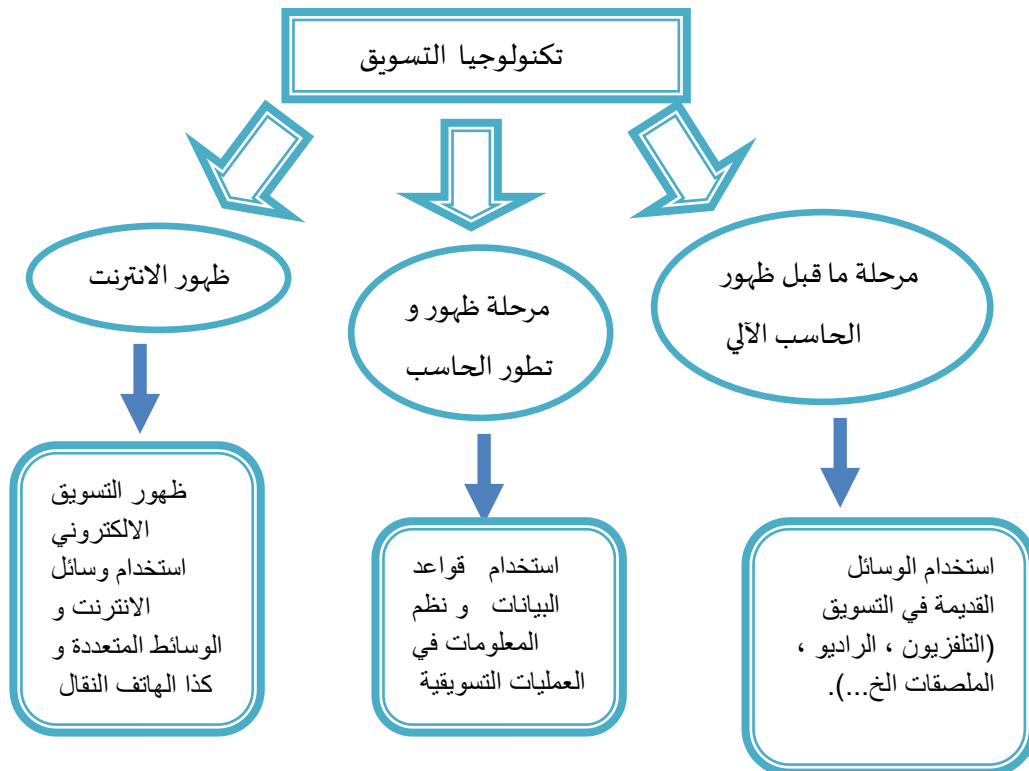 تكنولوجيا التسويق
مرحلة ما قبل ظهور
الحاسب الآلي
مرحلة ظهور و
تطور الحاسب
ظهور الانترنت
استخدام الوسائل
القديمة في التسويق
(التلفزيون ، الراديو ،
الملصقات الخ...).
استخدام قواعد
البيانات و نظم
المعلومات في
العمليات التسويقية
ظهور التسويق
الالكتروني
استخدام وسائل
الانترنت و
الوسائط المتعددة و
كذا الهاتف النقال